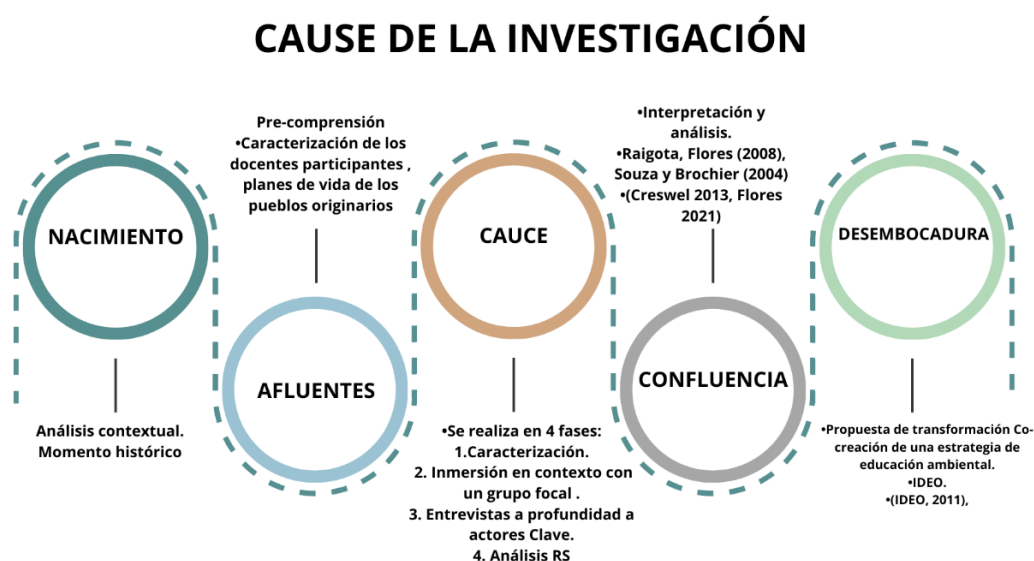 CAUSE DE LA INVESTIGACIÓN
NACIMIENTO
Análisis contextual.
Momento histórico
Pre-comprensión
•Caracterización de los
docentes participantes ,
planes de vida de los
pueblos originarios
AFLUENTES
CAUCE
•Se realiza en 4 fases:
1.Caracterización.
2. Inmersión en contexto con
un grupo focal .
3. Entrevistas a profundidad a
actores Clave.
4. Análisis RS
•Interpretación y
análisis.
•Raigota, Flores (2008),
Souza y Brochier (2004)
•(Creswel 2013, Flores
2021)
CONFLUENCIA
DESEMBOCADURA
•Propuesta de transformación Co-
creación de una estrategia de
educación ambiental.
•IDEO.
•(IDEO, 2011),